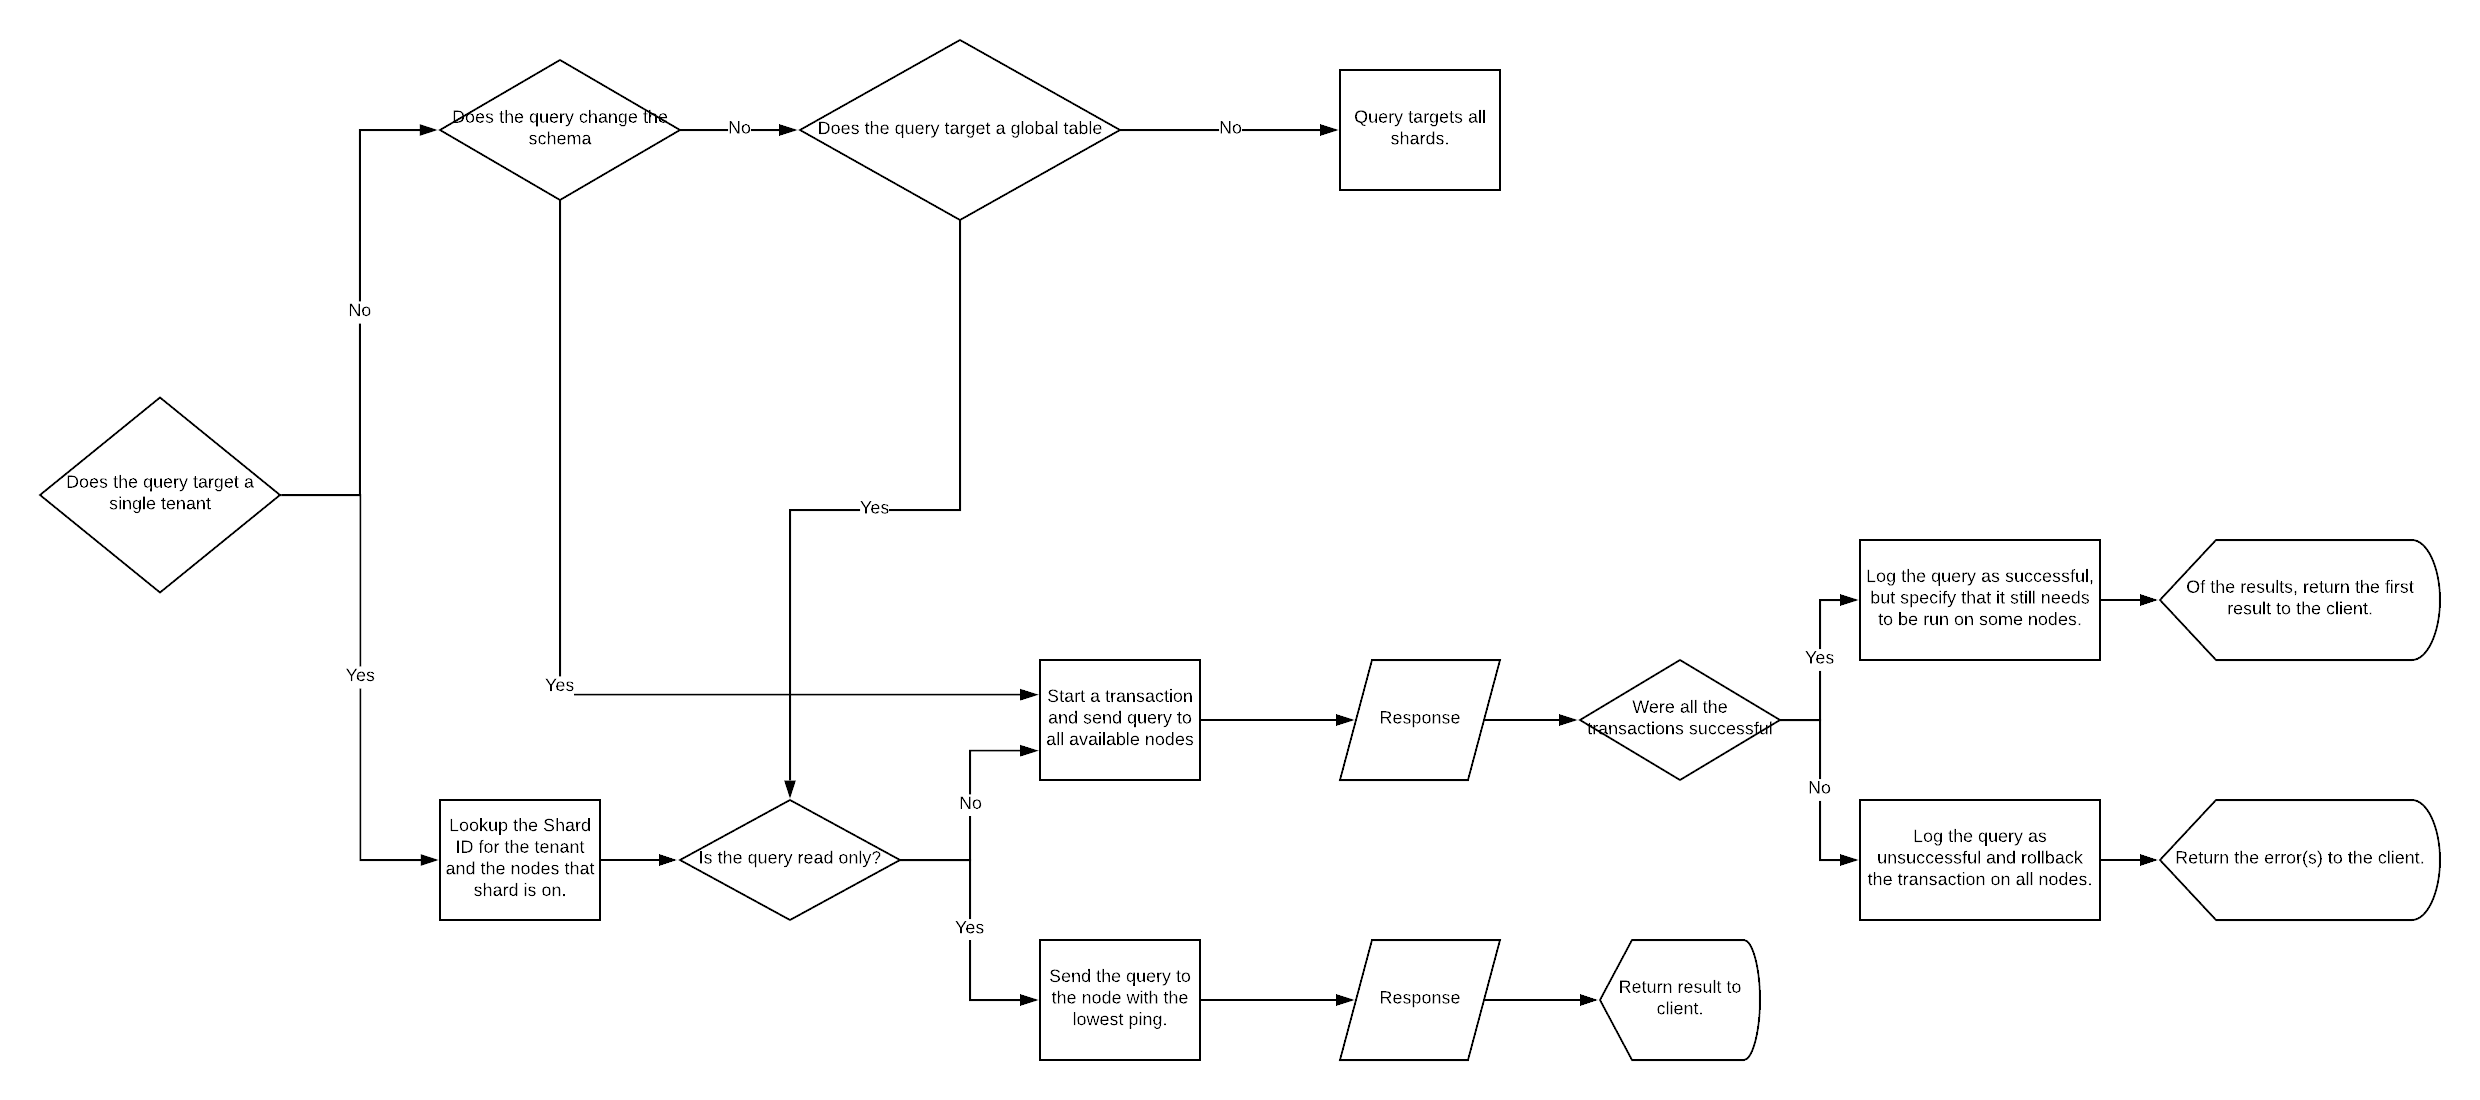 Does the query change the
schema
No
Does the query target a global table
No
Query targets all
shards.
No
Does the query target a
single tenant
Yes
Yes
Yes
Lookup the Shard
ID for the tenant
and the nodes that
shard is on.
Is the query read only?
No
Yes
Start a transaction
and send query to
all available nodes
Response
Were all the
transactions successful
Yes
No
Log the query as successful,
but specify that it still needs
to be run on some nodes.
Of the results, return the first
result to the client.
Log the query as
unsuccessful and rollback
the transaction on all nodes.
Return the error(s) to the client.
Send the query to
the node with the
lowest ping.
Response
Return result to
client.